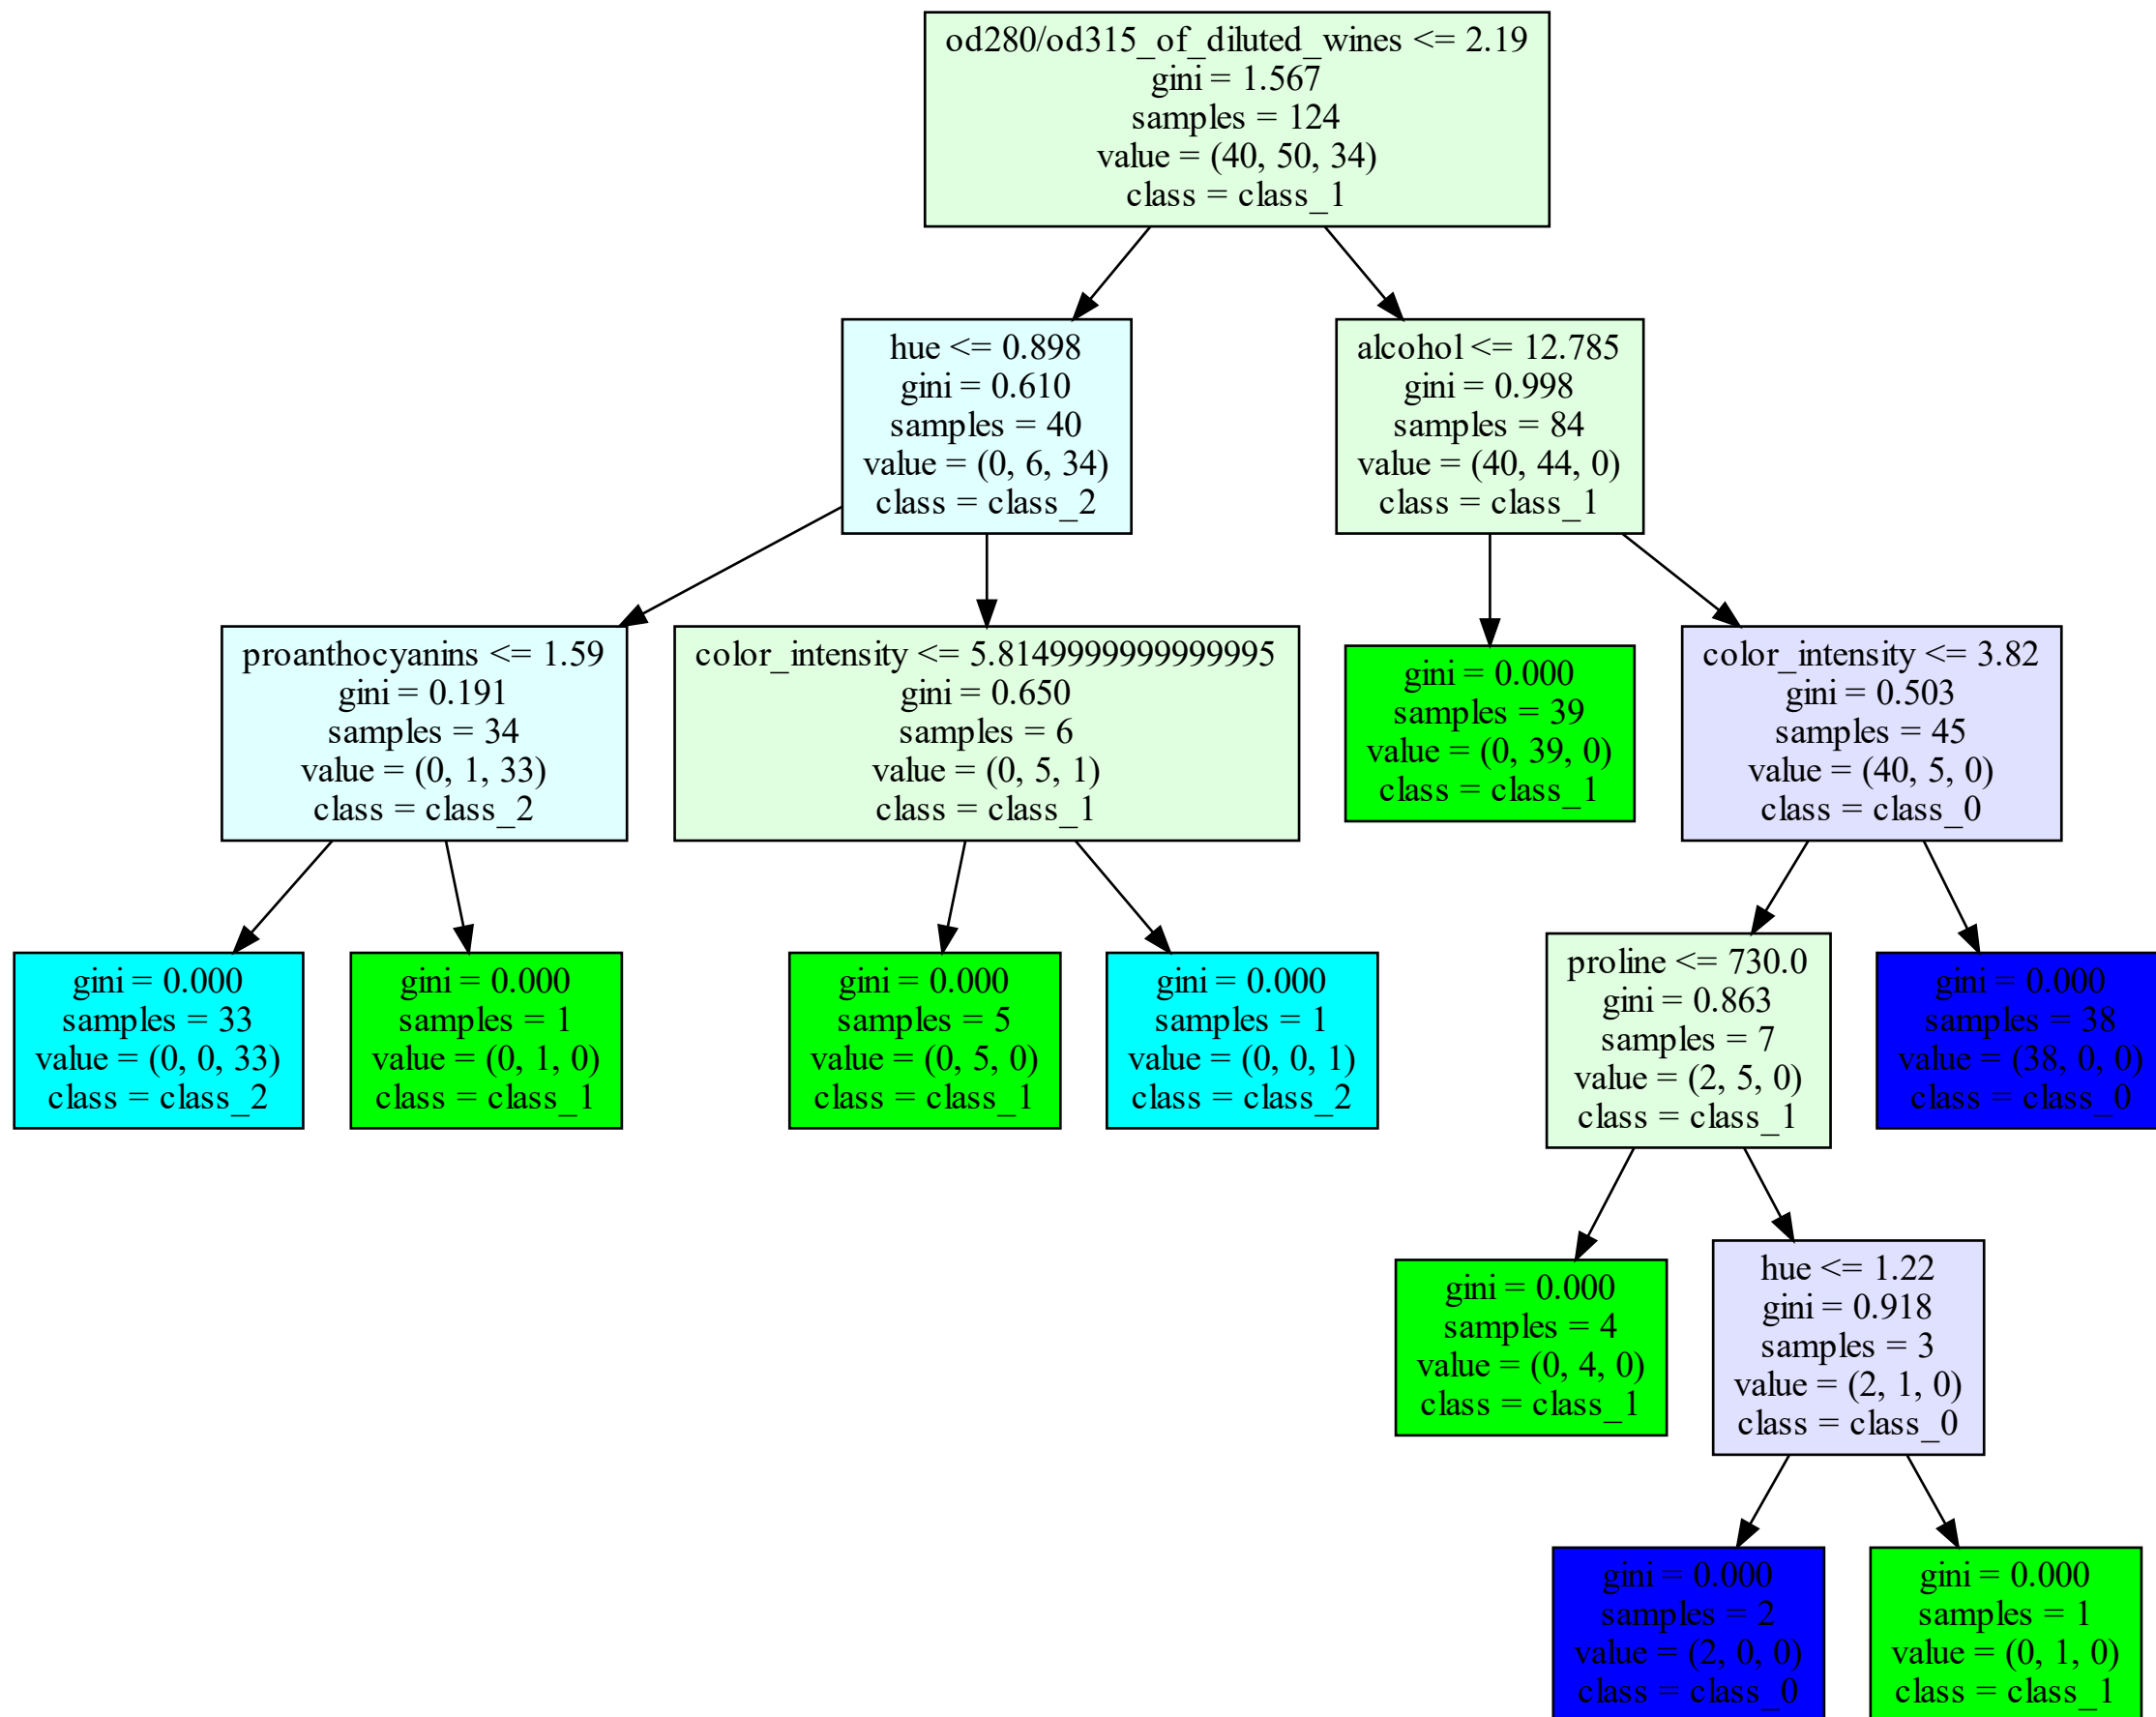 od280/od315_of_diluted_wines <= 2.19
gini = 1.567
samples = 124
value = (40, 50, 34)
class = class_1
hue <= 0.898
gini = 0.610
samples = 40
value = (0, 6, 34)
class = class_2
alcohol <= 12.785
gini = 0.998
samples = 84
value = (40, 44, 0)
class = class_1
proanthocyanins <= 1.59
gini = 0.191
samples = 34
value = (0, 1, 33)
class = class_2
color_intensity <= 5.8149999999999995
gini = 0.650
samples = 6
value = (0, 5, 1)
class = class_1
gini = 0.000
samples = 39
value = (0, 39, 0)
class = class_1
color_intensity <= 3.82
gini = 0.503
samples = 45
value = (40, 5, 0)
class = class_0
gini = 0.000
samples = 33
value = (0, 0, 33)
class = class_2
gini = 0.000
samples = 1
value = (0, 1, 0)
class = class_1
gini = 0.000
samples = 5
value = (0, 5, 0)
class = class_1
gini = 0.000
samples = 1
value = (0, 0, 1)
class = class_2
proline <= 730.0
gini = 0.863
samples = 7
value = (2, 5, 0)
class = class_1
gini = 0.000
samples = 38
value = (38, 0, 0)
class = class_0
gini = 0.000
samples = 4
value = (0, 4, 0)
class = class_1
hue <= 1.22
gini = 0.918
samples = 3
value = (2, 1, 0)
class = class_0
gini = 0.000
samples = 2
value = (2, 0, 0)
class = class_0
gini = 0.000
samples = 1
value = (0, 1, 0)
class = class_1